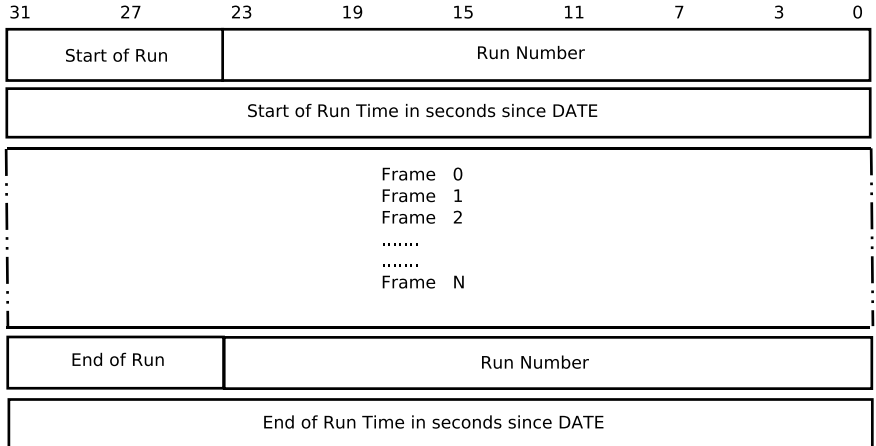 31 27 23 19 15 11 7 3 0
Start of Run Run Number
Start of Run Time in seconds since DATE
Frame 0
Frame 1
Frame 2
.......
.......
Frame N
End of Run Run Number
End of Run Time in seconds since DATE